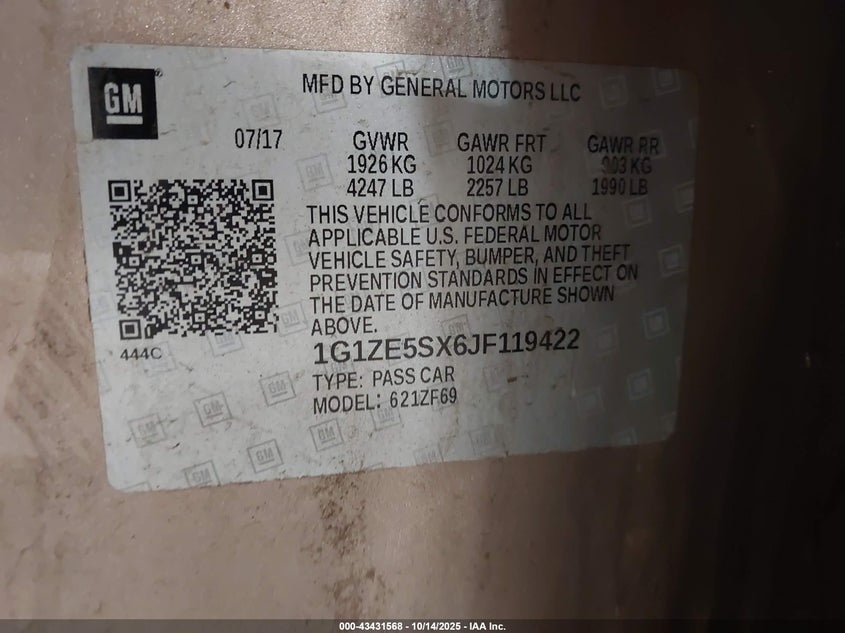 GM
MFD BY GENERAL MOTORS LLC
07/17 GVWR GAWR FRT GAWR RR
1926 KG 1024 KG 903 KG
4247 LB 2257 LB 1990 LB
THIS VEHICLE CONFORMS TO ALL
APPLICABLE U.S. FEDERAL MOTOR
VEHICLE SAFETY, BUMPER, AND THEFT
PREVENTION STANDARDS IN EFFECT ON
THE DATE OF MANUFACTURE SHOWN
ABOVE.
444C
1G1ZE5SX6JF119422
TYPE: PASS CAR
MODEL: 621ZF69
000-43431568 | 10/14/2025 - IAA Inc.